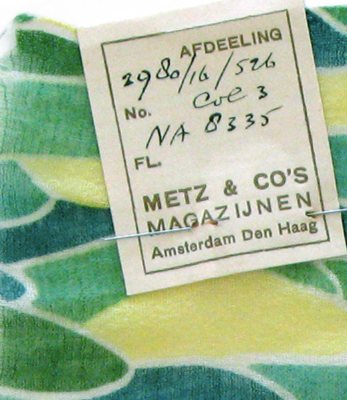 AFDEELING
2980/16/526
No. Col 3
NA 8335
FL.
METZ & CO'S
MAGAZIJNEN
Amsterdam Den Haag